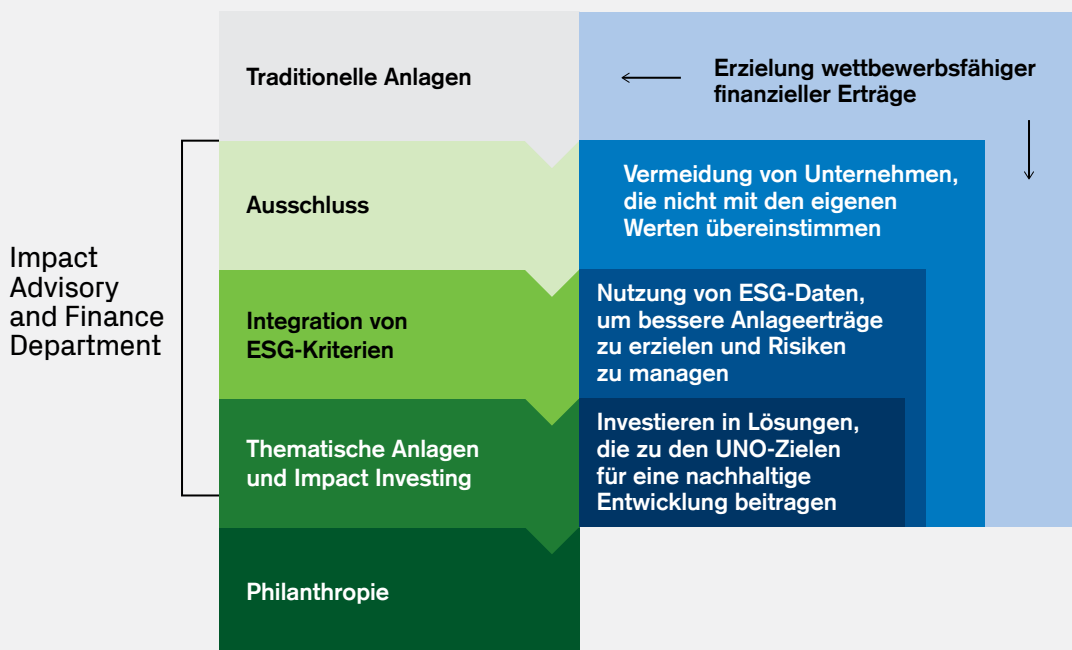 Traditionelle Anlagen
Erzielung wettbewerbsfähiger
finanzieller Erträge
Impact
Advisory
and Finance
Department
Ausschluss
Vermeidung von Unternehmen,
die nicht mit den eigenen
Werten übereinstimmen
Integration von
ESG-Kriterien
Nutzung von ESG-Daten,
um bessere Anlageerträge
zu erzielen und Risiken
zu managen
Thematische Anlagen
und Impact Investing
Investieren in Lösungen,
die zu den UNO-Zielen
für eine nachhaltige
Entwicklung beitragen
Philanthropie